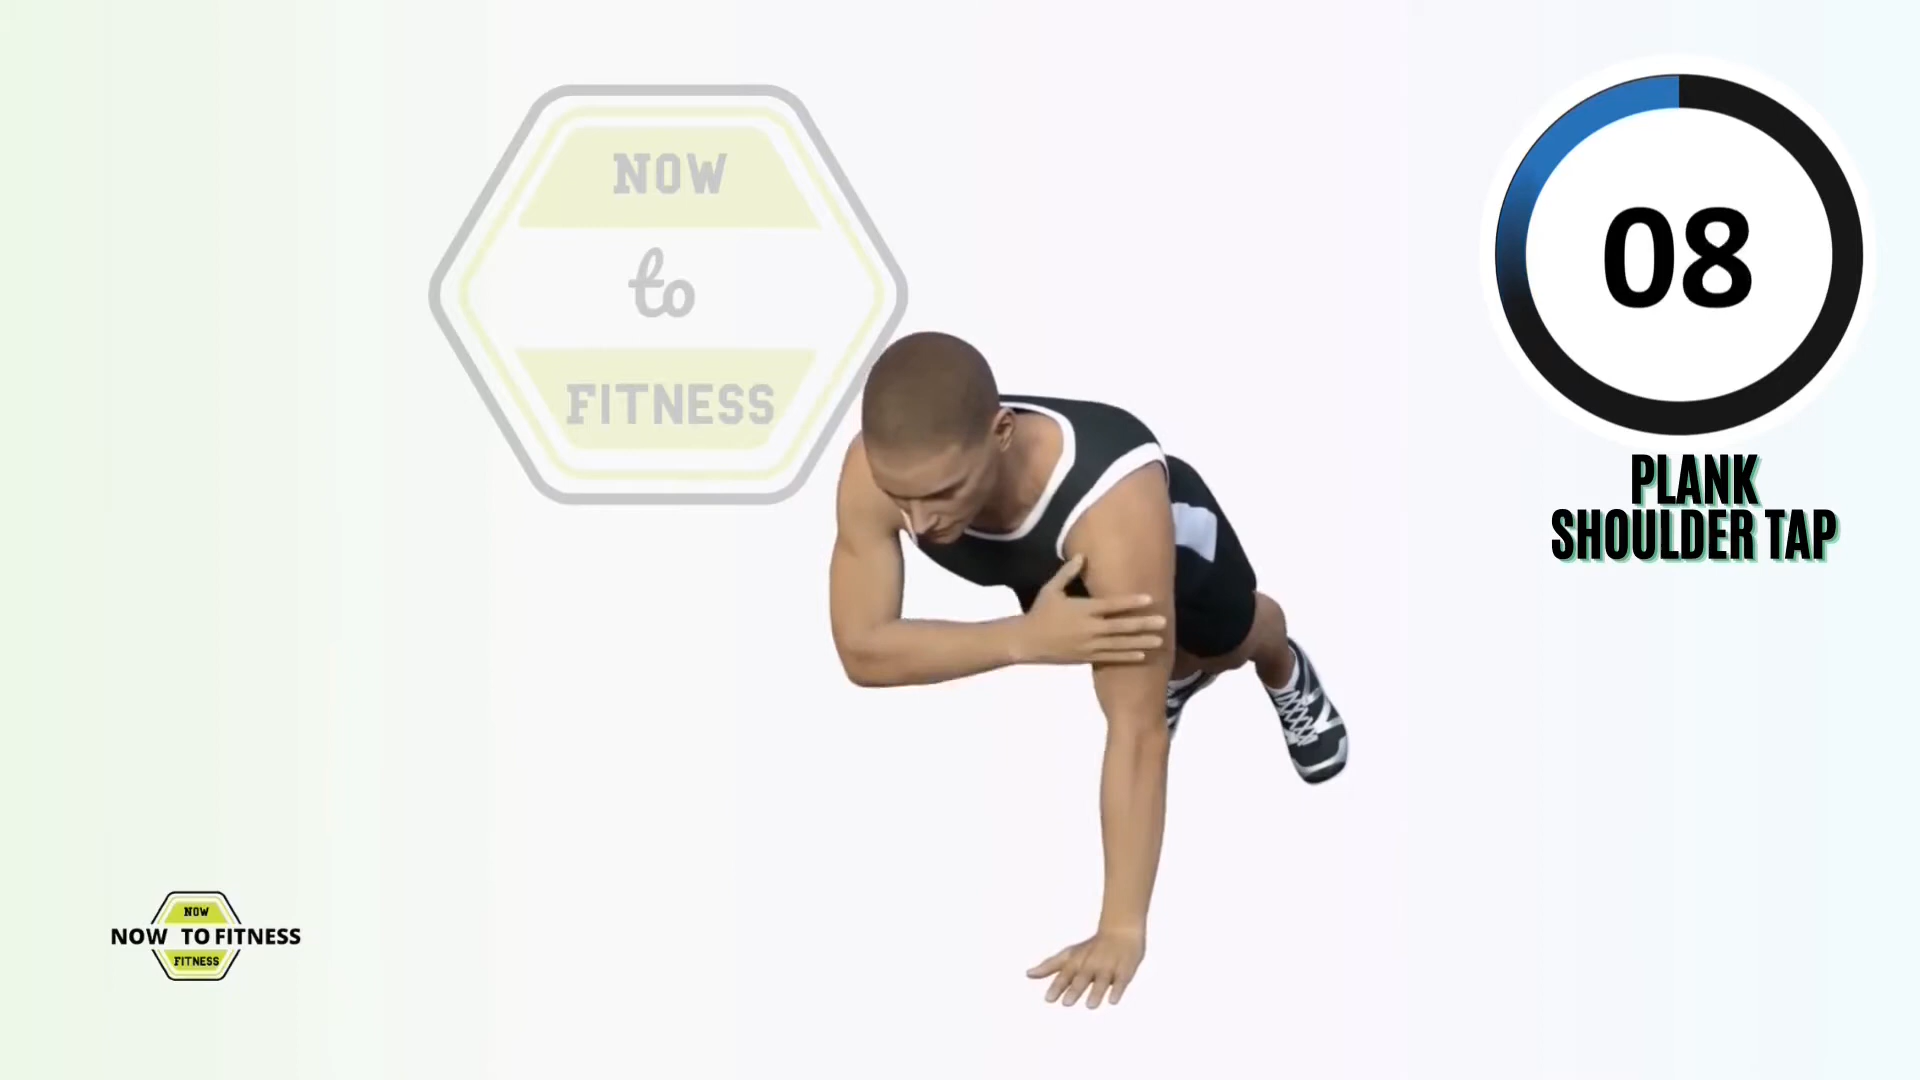 NOW
to
FITNESS
08
PLANK
SHOULDER TAP
NOW
NOW TO FITNESS
FITNESS